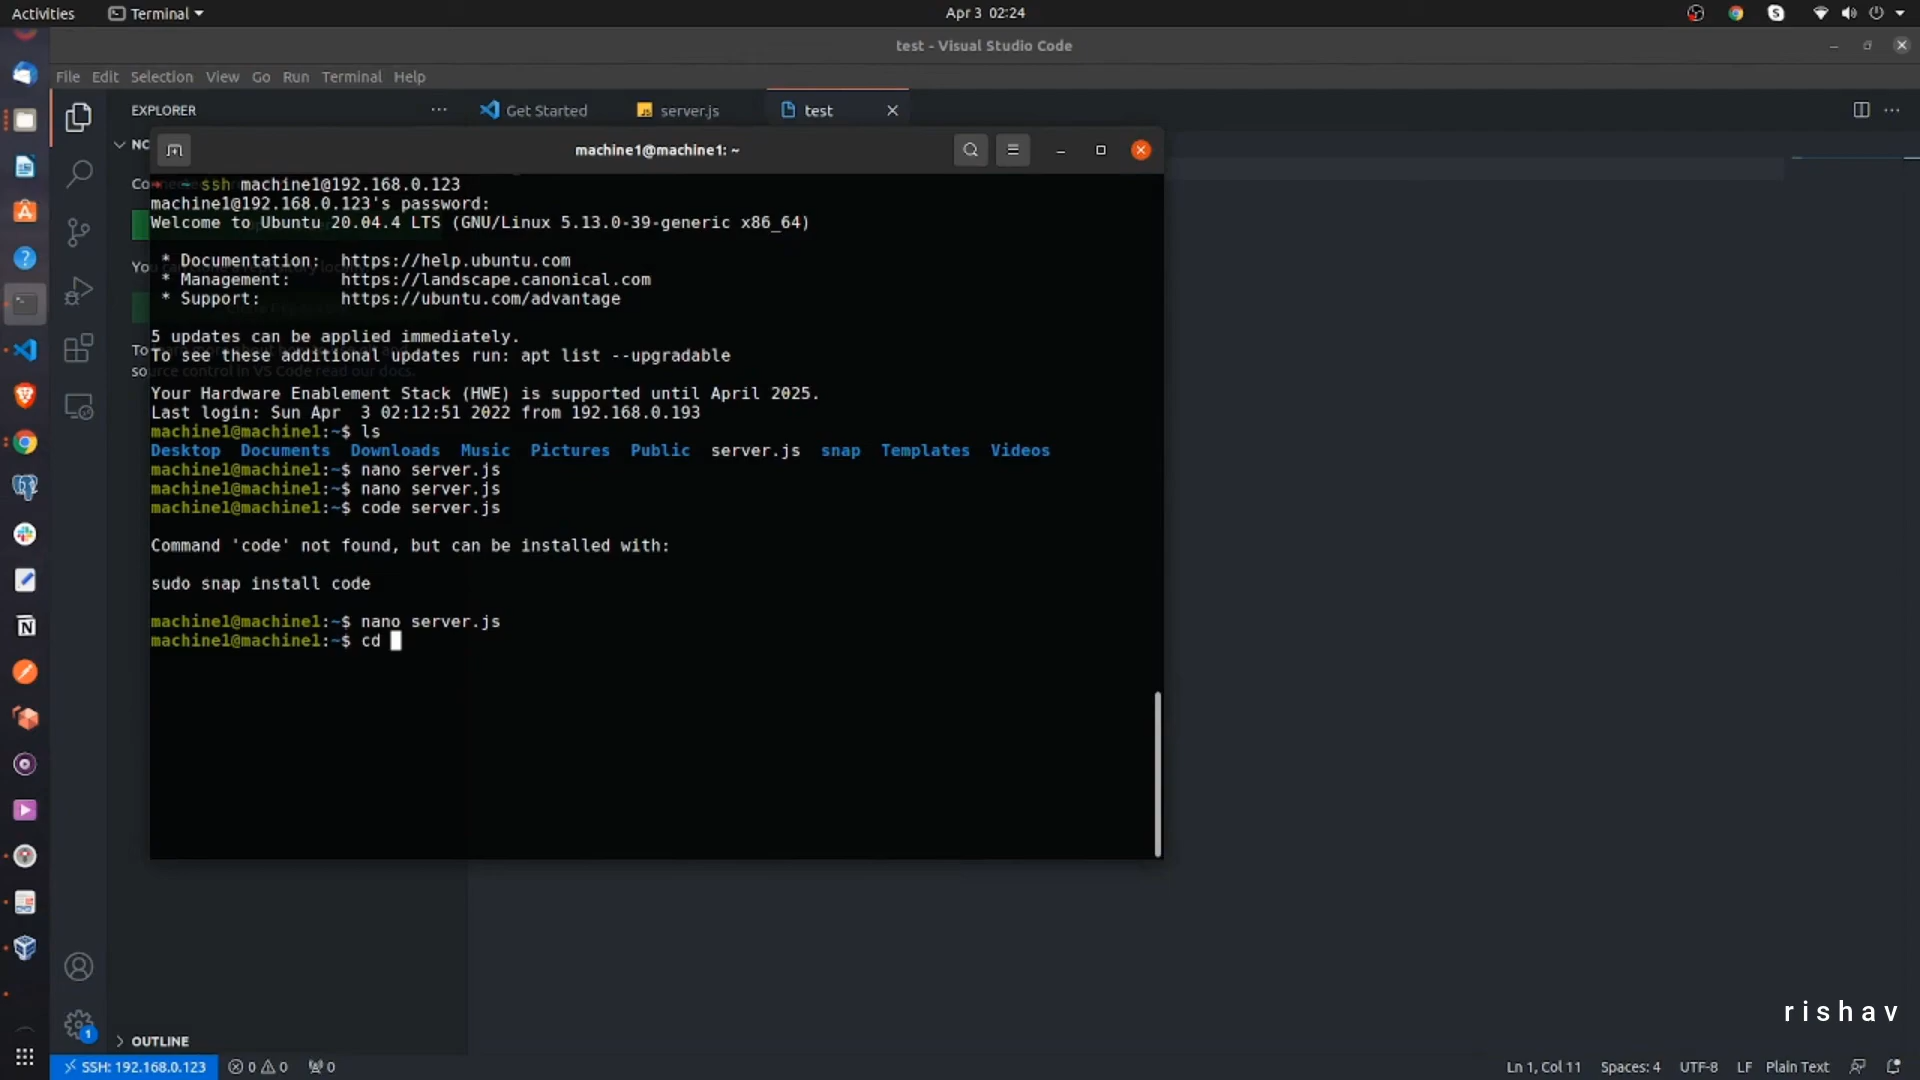 Activities Terminal Apr 3 02:24
test - Visual Studio Code
File Edit Selection View Go Run Terminal Help
EXPLORER ··· Get Started server.js test
machine1@machine1: ~
~ ssh machine1@192.168.0.123
machine1@192.168.0.123's password:
Welcome to Ubuntu 20.04.4 LTS (GNU/Linux 5.13.0-39-generic x86_64)
* Documentation: https://help.ubuntu.com
* Management: https://landscape.canonical.com
* Support: https://ubuntu.com/advantage
5 updates can be applied immediately.
To see these additional updates run: apt list --upgradable
source control in VS Code read our docs.
Your Hardware Enablement Stack (HWE) is supported until April 2025.
Last login: Sun Apr 3 02:12:51 2022 from 192.168.0.193
machine1@machine1:~$ ls
Desktop Documents Downloads Music Pictures Public server.js snap Templates Videos
machine1@machine1:~$ nano server.js
machine1@machine1:~$ nano server.js
machine1@machine1:~$ code server.js
Command 'code' not found, but can be installed with:
sudo snap install code
machine1@machine1:~$ nano server.js
machine1@machine1:~$ cd
rishav
1
OUTLINE
SSH: 192.168.0.123 0 0 0 Ln 1, Col 11 Spaces: 4 UTF-8 LF Plain Text